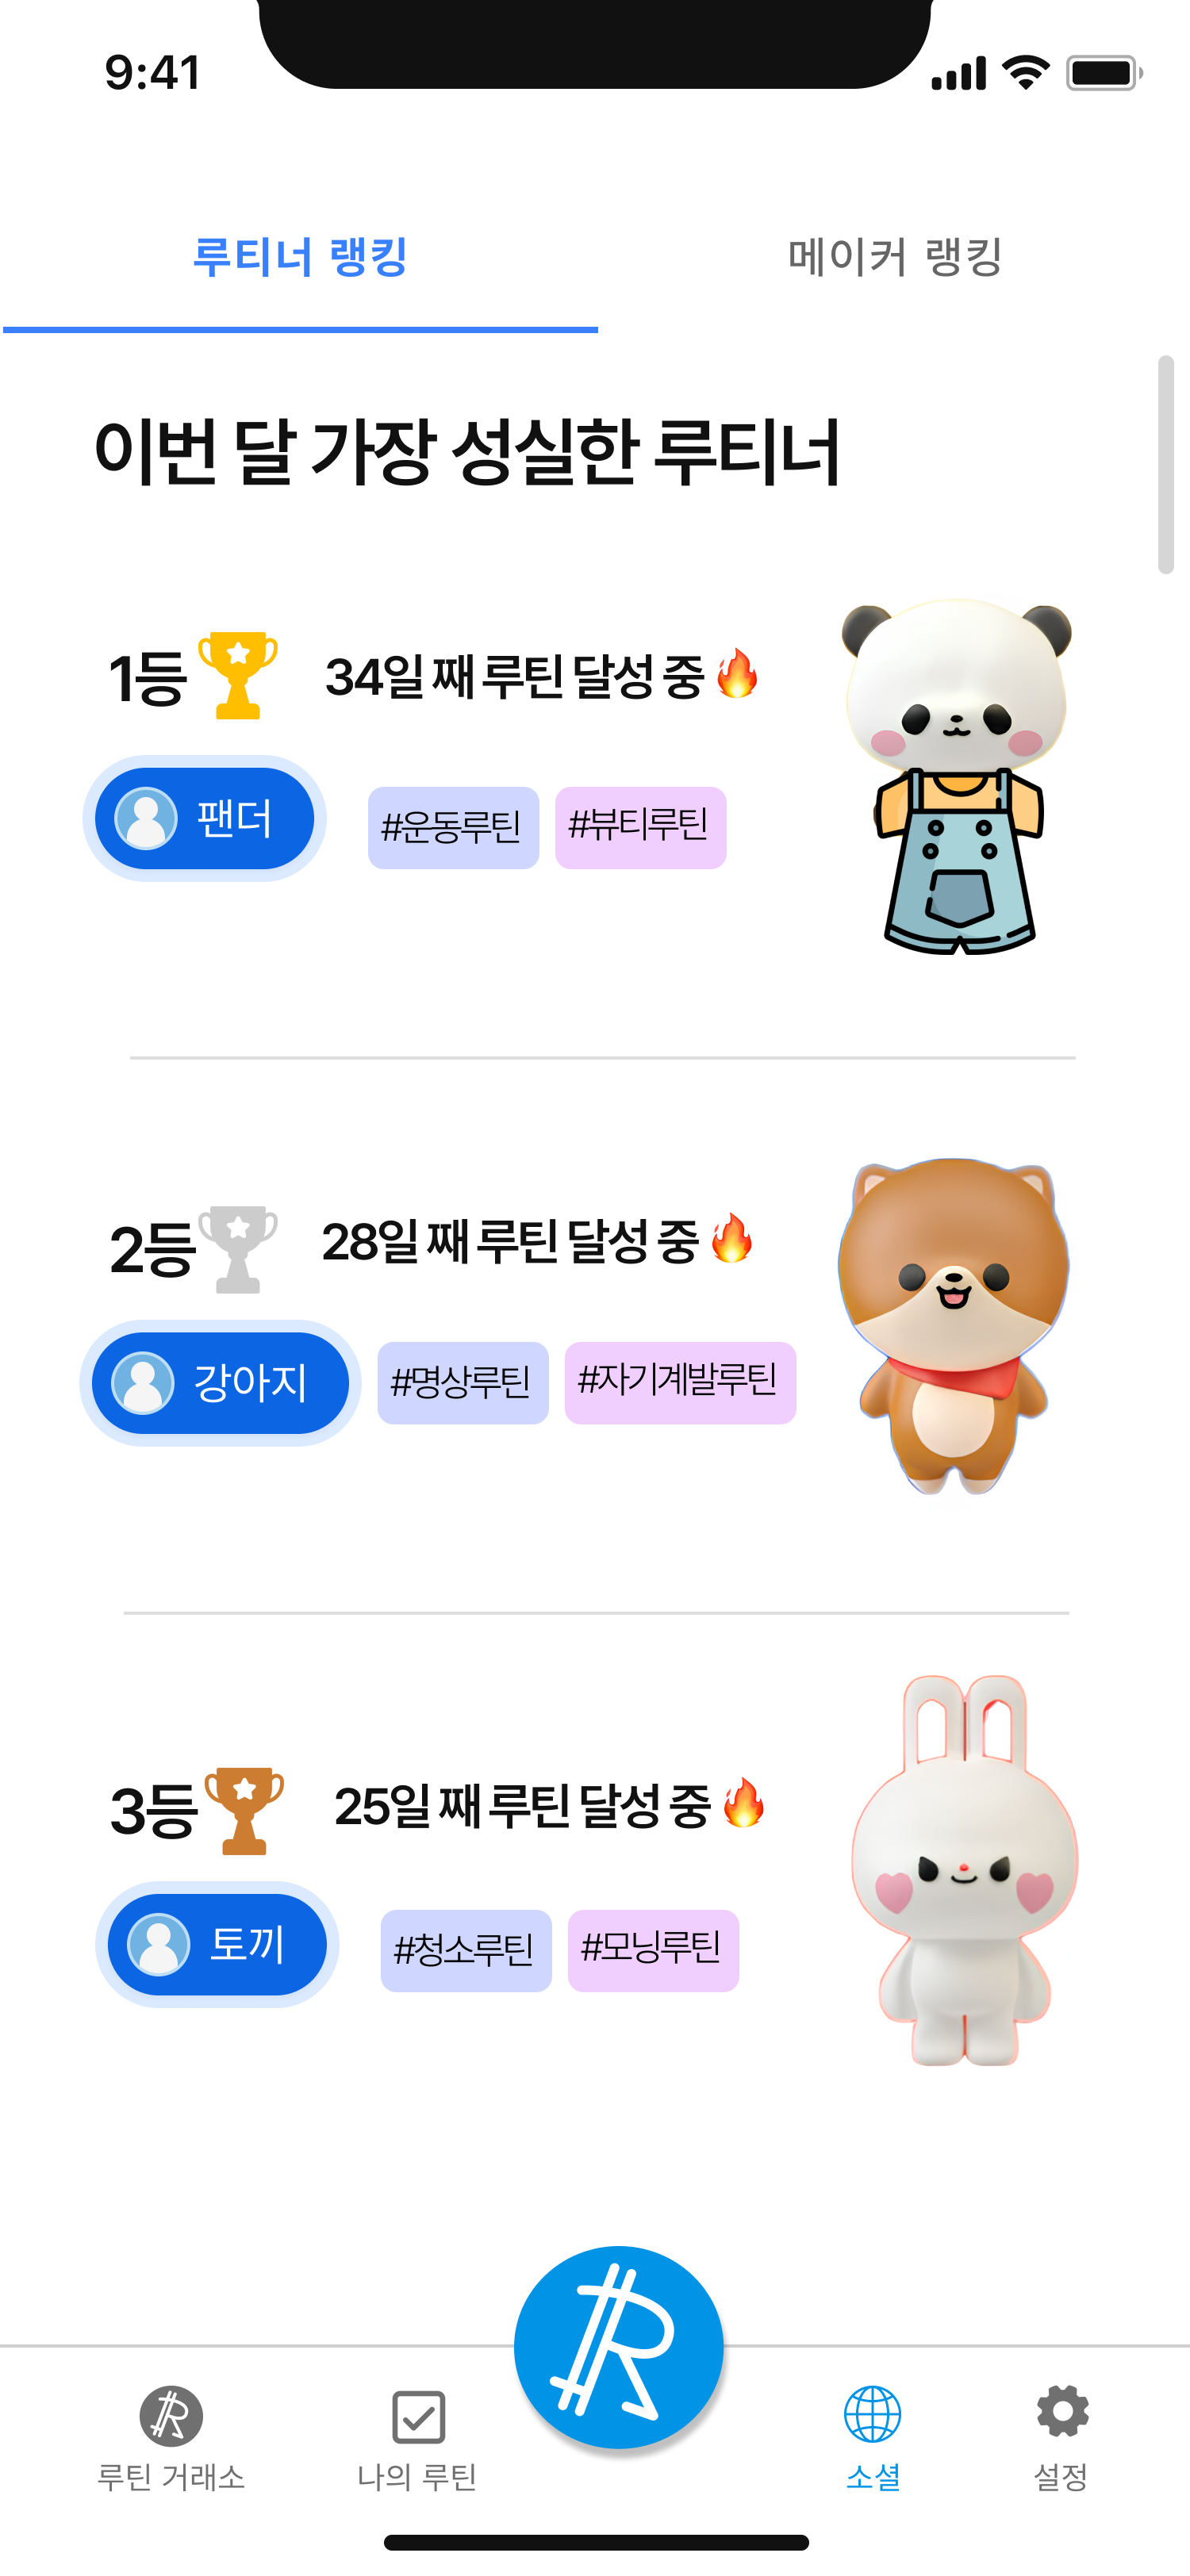 9:41
루티너 랭킹 메이커 랭킹
이번 달 가장 성실한 루티너
1등 34일 째 루틴 달성 중🔥
팬더 #운동루틴 #뷰티루틴
2등 28일 째 루틴 달성 중🔥
강아지 #명상루틴 #자기계발루틴
3등 25일 째 루틴 달성 중🔥
토끼 #청소루틴 #모닝루틴
루틴 거래소 나의 루틴 소셜 설정